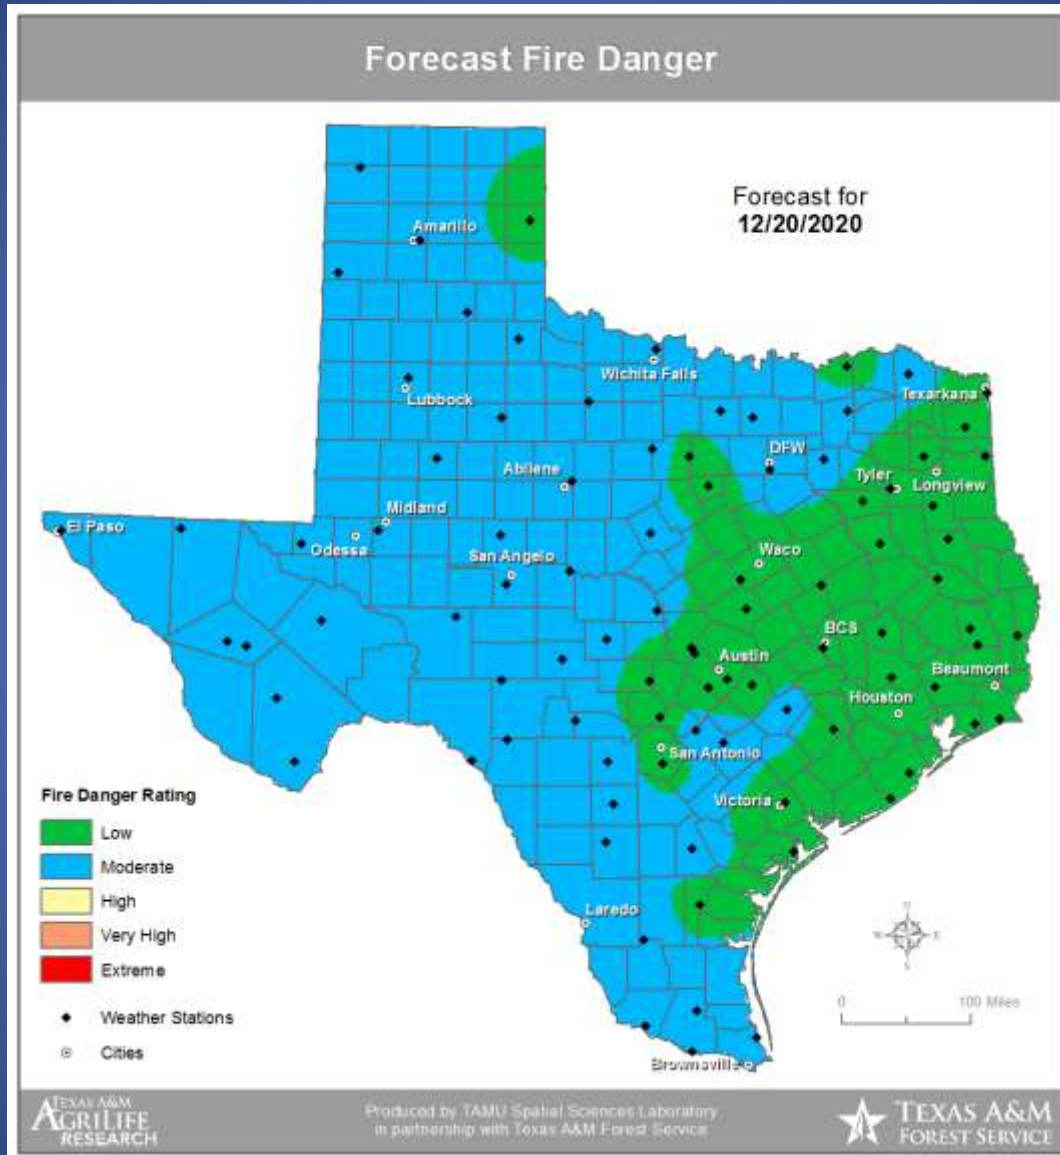 Forecast Fire Danger
Forecast for
12/20/2020
Amarillo
Wichita Falls
Lubbock
Texarkana
DFW
Abilene
Tyler
Longview
Midland
El Paso
Odessa
San Angelo
Waco
BCS
Austin
Beaumont
Houston
San Antonio
Victoria
Laredo
Brownsville
Fire Danger Rating
Low
Moderate
High
Very High
Extreme
Weather Stations
Cities
N
W E
S
0 100 Miles
TEXAS A&M
AGRILIFE
RESEARCH
Produced by TAMU Spatial Sciences Laboratory
in partnership with Texas A&M Forest Service
TEXAS A&M
FOREST SERVICE